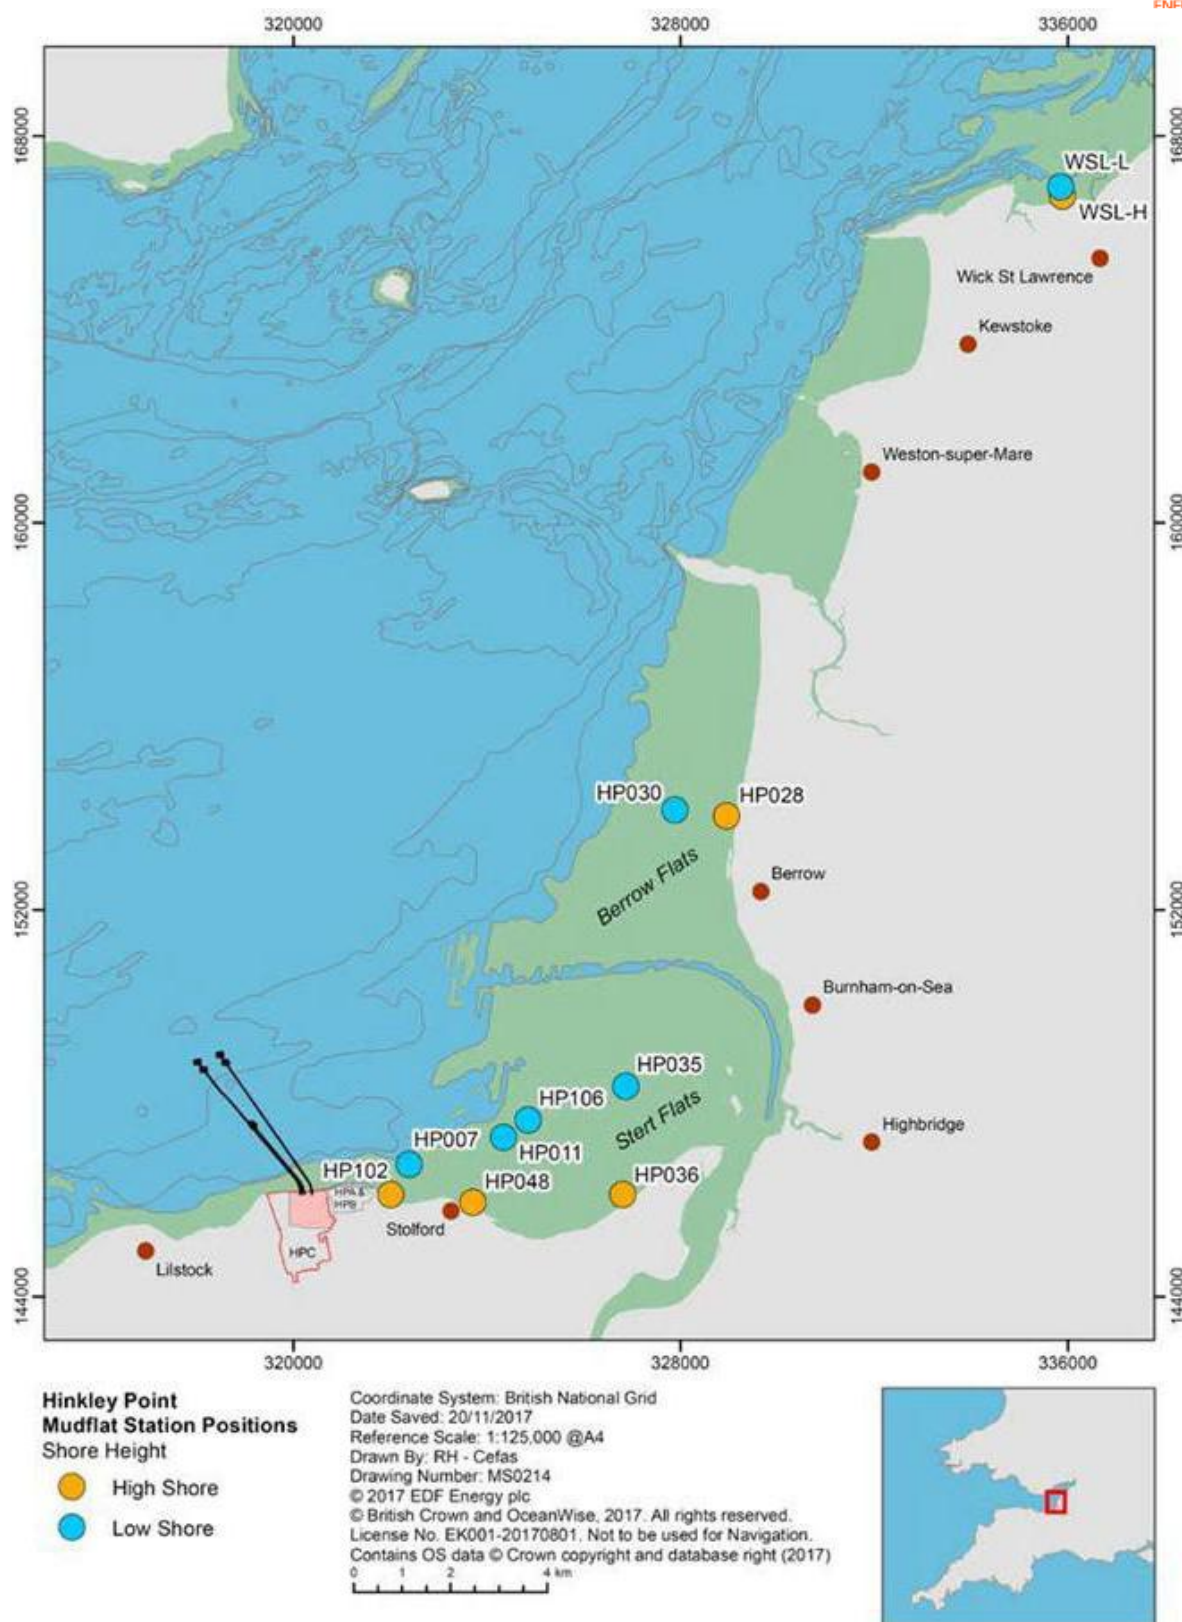 320000
328000
336000
168000
168000
WSL-L
WSL-H
Wick St Lawrence
Kewstoke
Weston-super-Mare
160000
160000
HP030
HP028
Berrow Flats
Berrow
152000
152000
Burnham-on-Sea
HP035
HP106
Stert Flats
HP007
HP011
Highbridge
HP102
HP048
HP036
HPA &
HPB
Stolford
HPC
Lilstock
144000
144000
320000
328000
336000
Hinkley Point
Mudflat Station Positions
Shore Height
High Shore
Low Shore
Coordinate System: British National Grid
Date Saved: 20/11/2017
Reference Scale: 1:125,000 @A4
Drawn By: RH - Cefas
Drawing Number: MS0214
© 2017 EDF Energy plc
© British Crown and OceanWise, 2017. All rights reserved.
License No. EK001-20170801. Not to be used for Navigation.
Contains OS data © Crown copyright and database right (2017)
0 1 2 4 km